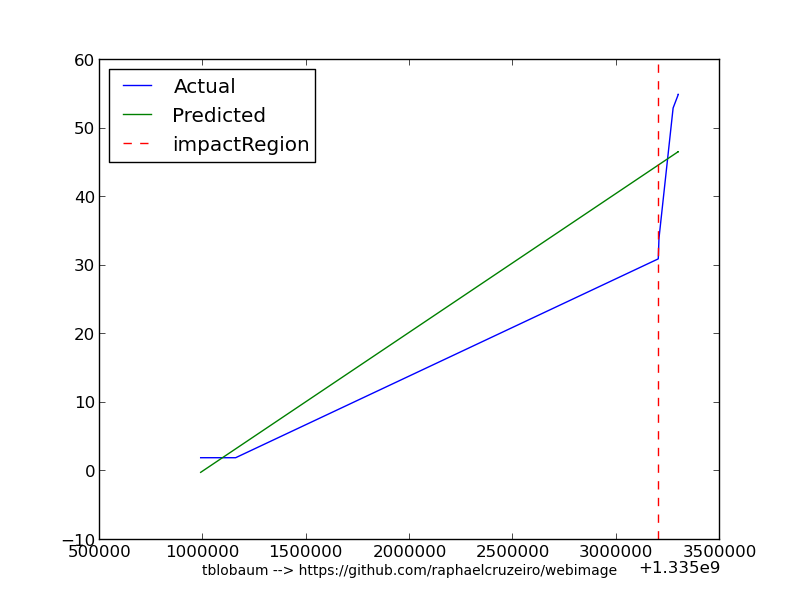 60
Actual
Predicted
impactRegion
50
40
30
20
10
0
−10
500000 1000000 1500000 2000000 2500000 3000000 3500000
tblobaum --> https://github.com/raphaelcruzeiro/webimage +1.335e9